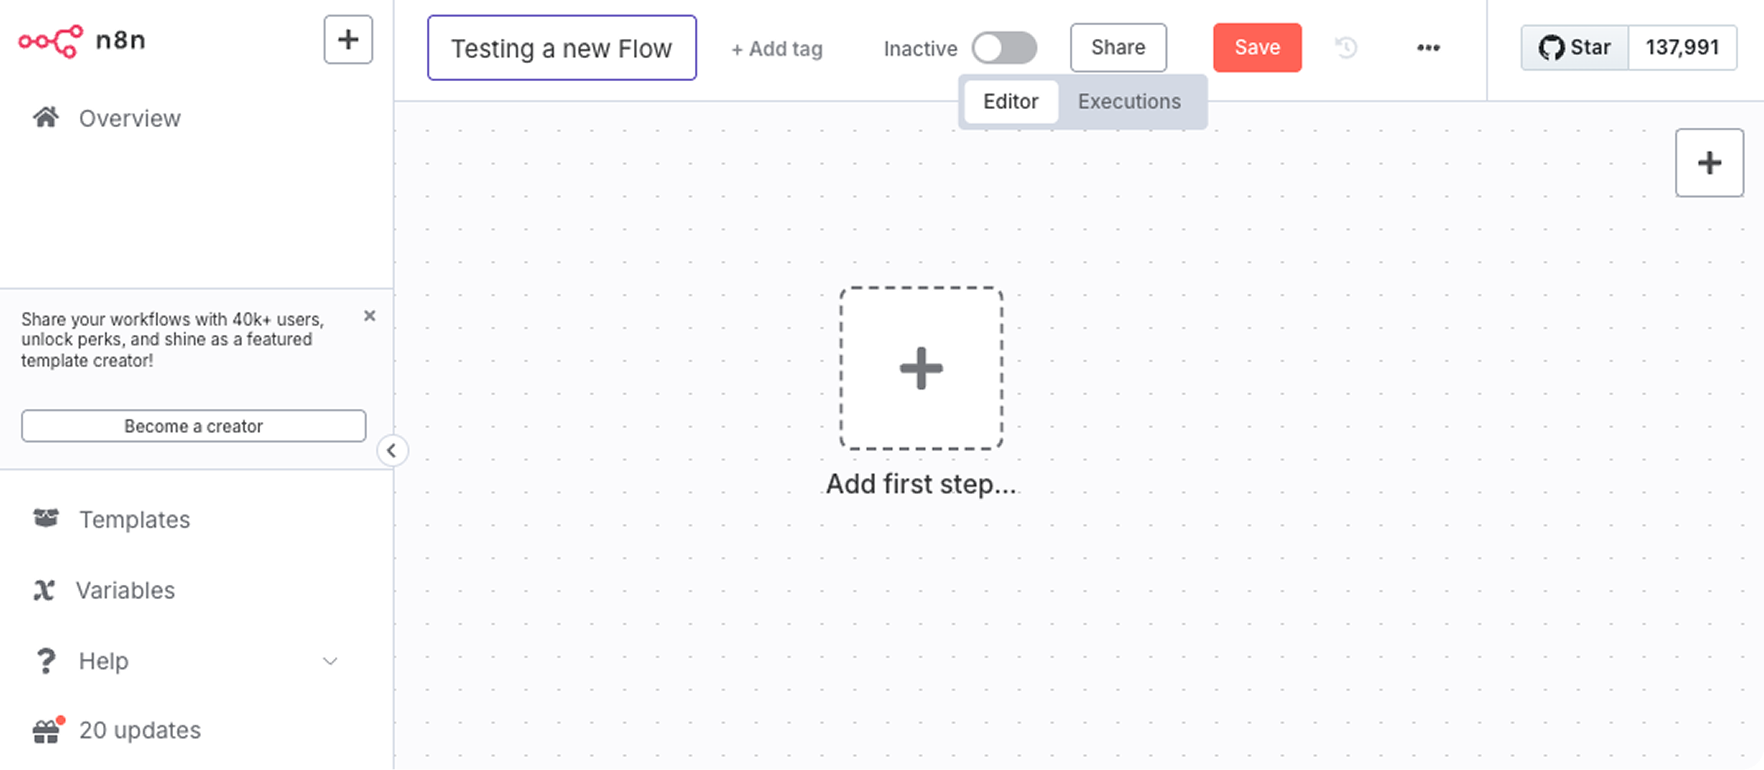 n8n
Overview
Share your workflows with 40k+ users,
unlock perks, and shine as a featured
template creator!
Become a creator
Templates
Variables
Help
20 updates
Testing a new Flow
+ Add tag
Inactive
Share
Save
Star
137,991
Editor
Executions
Add first step...